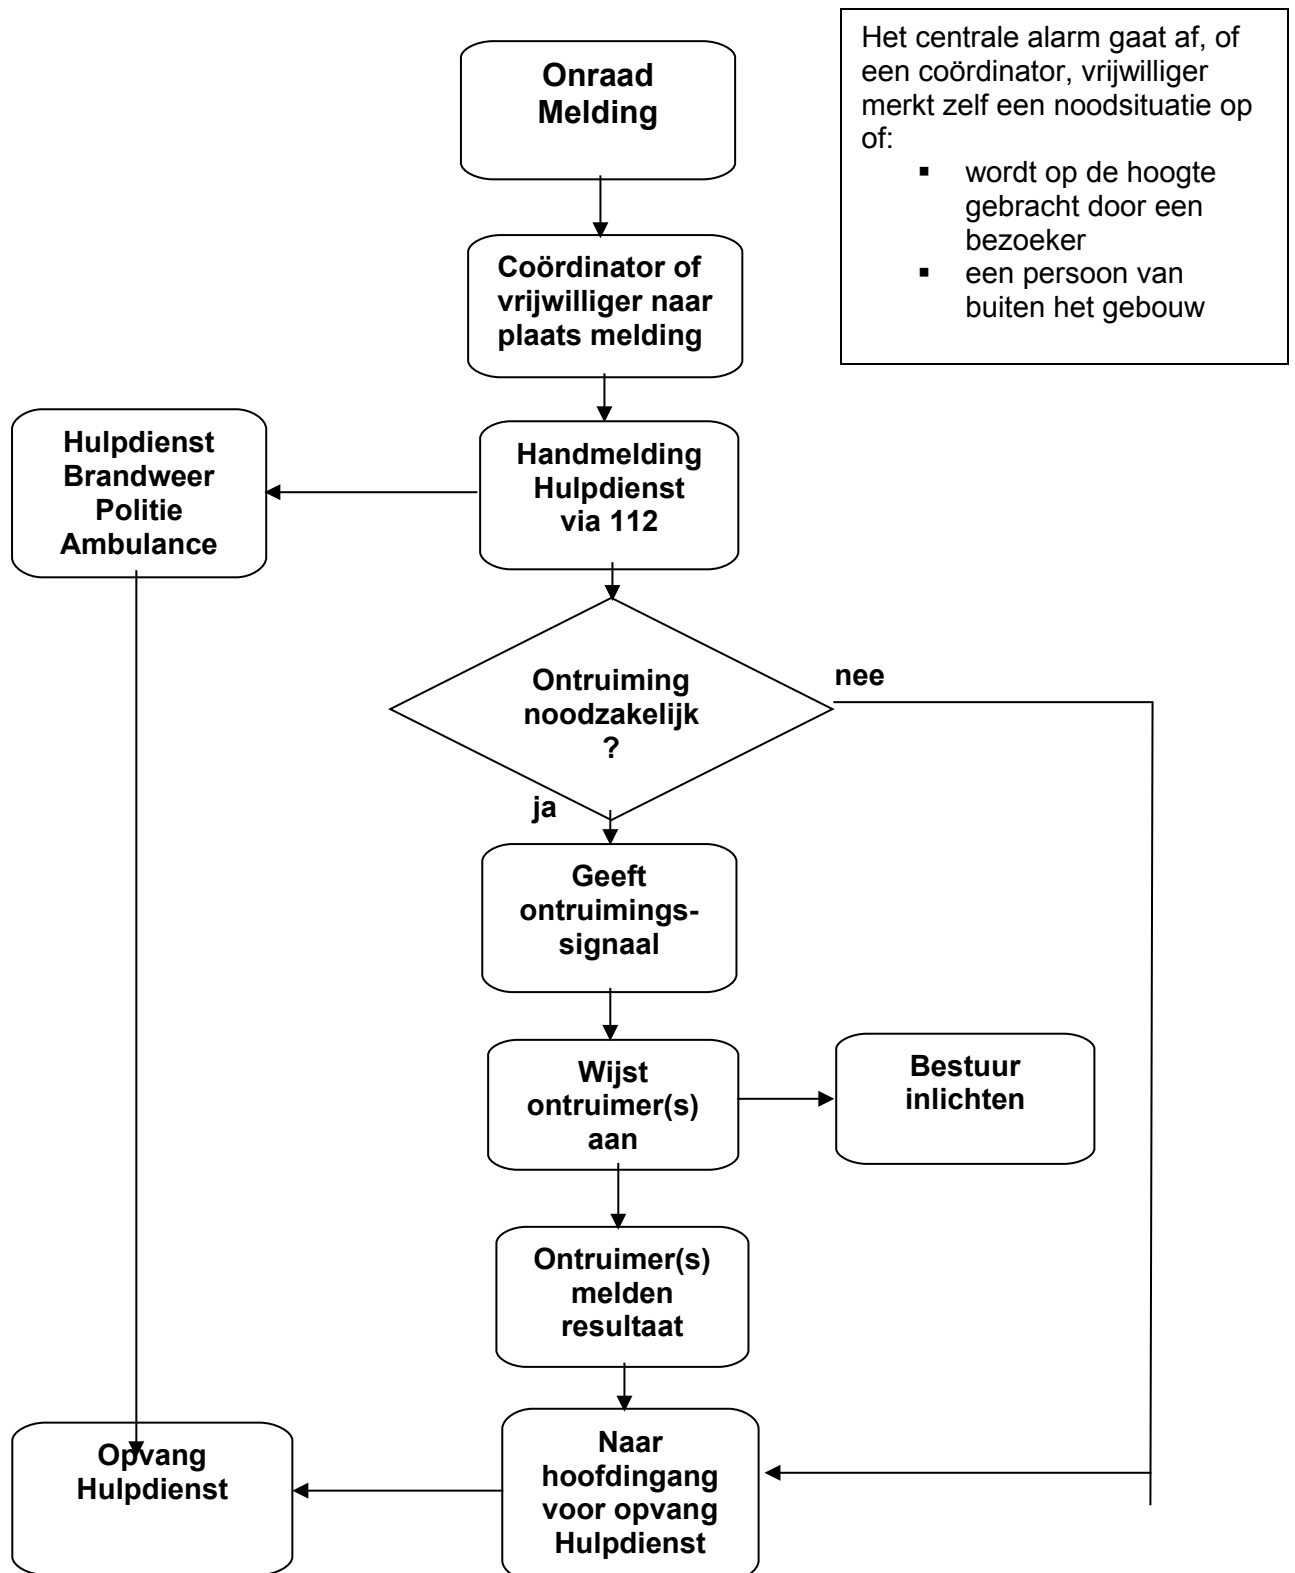 Onraad
Melding
Het centrale alarm gaat af, of
een coördinator, vrijwilliger
merkt zelf een noodsituatie op
of:
▪ wordt op de hoogte
gebracht door een
bezoeker
▪ een persoon van
buiten het gebouw
Coördinator of
vrijwilliger naar
plaats melding
Hulpdienst
Brandweer
Politie
Ambulance
Handmelding
Hulpdienst
via 112
Ontruiming
noodzakelijk
?
nee
ja
Geeft
ontruimings-
signaal
Wijst
ontruimer(s)
aan
Bestuur
inlichten
Ontruimer(s)
melden
resultaat
Opvang
Hulpdienst
Naar
hoofdingang
voor opvang
Hulpdienst